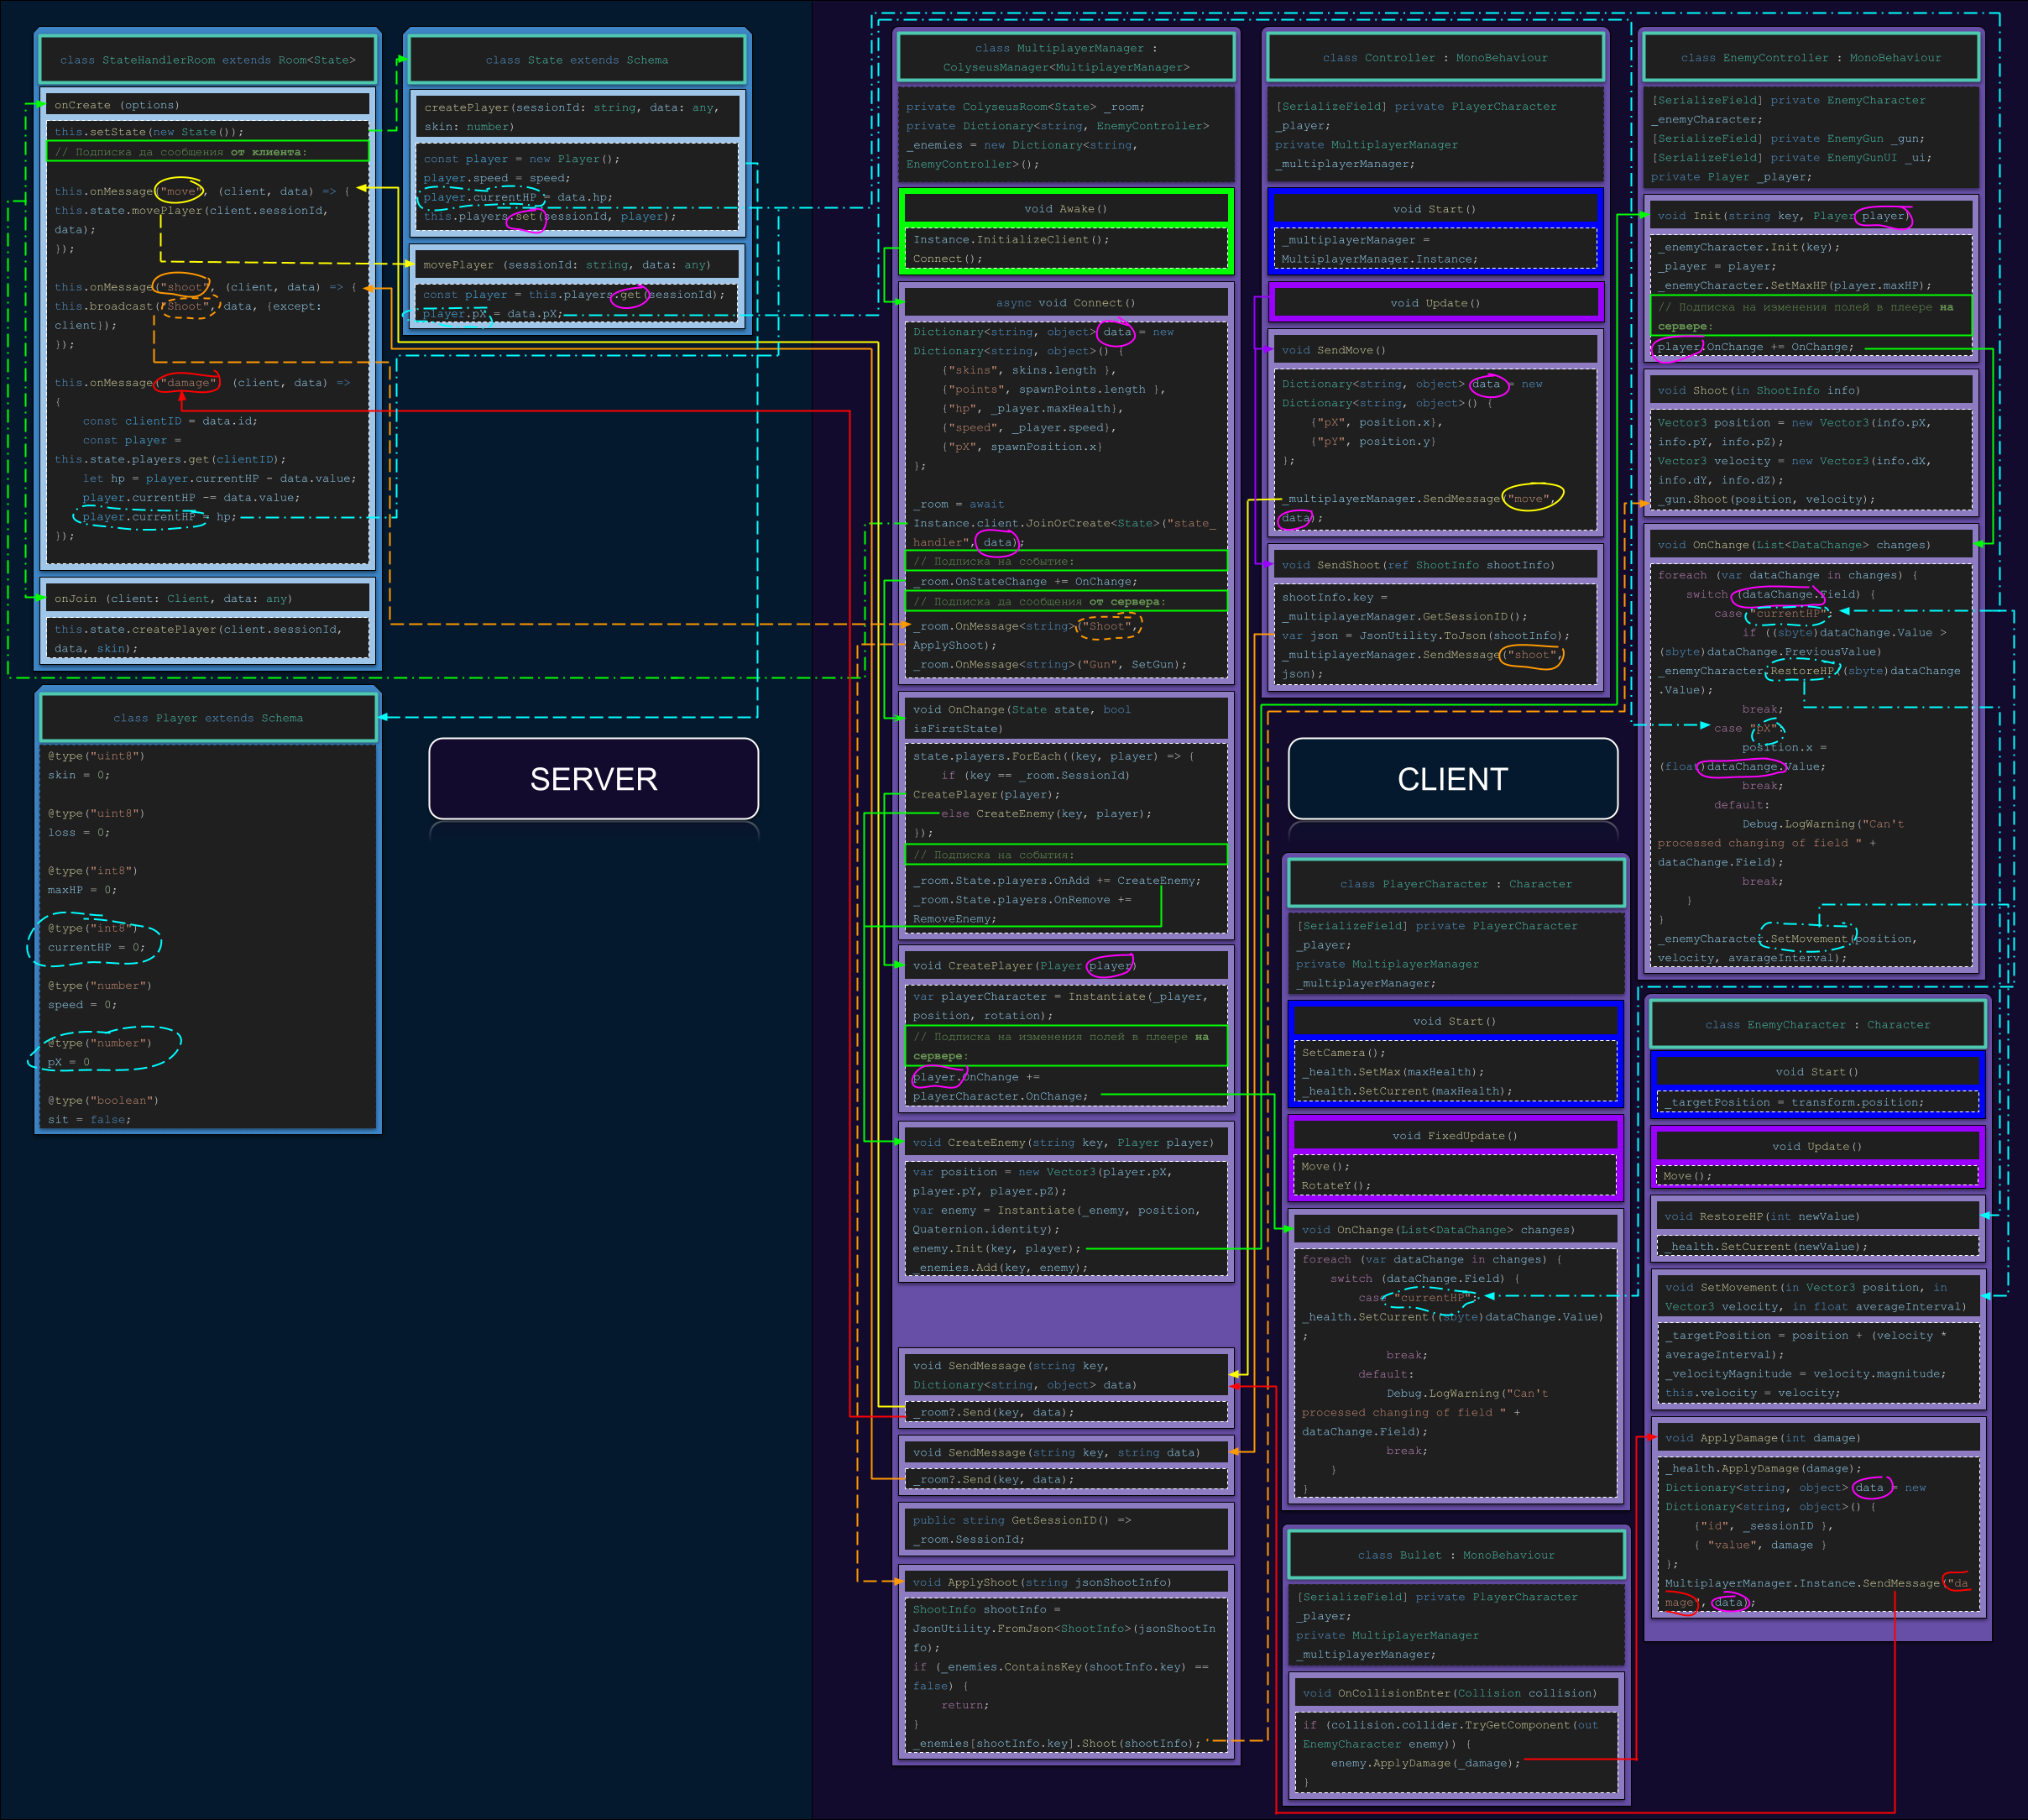 class StateHandlerRoom extends Room<State>
onCreate (options)
this.setState(new State());
// Подписка да сообщения от клиента:
this.onMessage("move", (client, data) => {
this.state.movePlayer(client.sessionId,
data);
});
this.onMessage("shoot", (client, data) => {
this.broadcast("Shoot", data, {except:
client});
});
this.onMessage("damage" (client, data) =>
{
const clientID = data.id;
const player =
this.state.players.get(clientID);
let hp = player.currentHP - data.value;
player.currentHP -= data.value;
player.currentHP = hp;
});
onJoin (client: Client, data: any)
this.state.createPlayer(client.sessionId,
data, skin);
class Player extends Schema
@type("uint8")
skin = 0;
@type("uint8")
loss = 0;
@type("int8")
maxHP = 0;
@type("int8")
currentHP = 0;
@type("number")
speed = 0;
@type("number")
pX = 0
@type("boolean")
sit = false;
class State extends Schema
createPlayer(sessionId: string, data: any,
skin: number)
const player = new Player();
player.speed = speed;
player.currentHP = data.hp;
this.players.set(sessionId, player);
movePlayer (sessionId: string, data: any)
const player = this.players.get(sessionId);
player.pX = data.pX;
SERVER
class MultiplayerManager :
ColyseusManager<MultiplayerManager>
private ColyseusRoom<State> _room;
private Dictionary<string, EnemyController>
_enemies = new Dictionary<string,
EnemyController>();
void Awake()
Instance.InitializeClient();
Connect();
async void Connect()
Dictionary<string, object> data = new
Dictionary<string, object>() {
{"skins", skins.length },
{"points", spawnPoints.length },
{"hp", _player.maxHealth},
{"speed", _player.speed},
{"pX", spawnPosition.x}
};
_room = await
Instance.client.JoinOrCreate<State>("state_
handler", data);
// Подписка на событие:
_room.OnStateChange += OnChange;
// Подписка да сообщения от сервера:
_room.OnMessage<string>("Shoot",
ApplyShoot);
_room.OnMessage<string>("Gun", SetGun);
void OnChange(State state, bool
isFirstState)
state.players.ForEach((key, player) => {
if (key == _room.SessionId)
CreatePlayer(player);
else CreateEnemy(key, player);
});
// Подписка на события:
_room.State.players.OnAdd += CreateEnemy;
_room.State.players.OnRemove +=
RemoveEnemy;
void CreatePlayer(Player player)
var playerCharacter = Instantiate(_player,
position, rotation);
// Подписка на изменения полей в плеере на
сервере:
player.OnChange +=
playerCharacter.OnChange;
void CreateEnemy(string key, Player player)
var position = new Vector3(player.pX,
player.pY, player.pZ);
var enemy = Instantiate(_enemy, position,
Quaternion.identity);
enemy.Init(key, player);
_enemies.Add(key, enemy);
void SendMessage(string key,
Dictionary<string, object> data)
_room?.Send(key, data);
void SendMessage(string key, string data)
_room?.Send(key, data);
public string GetSessionID() =>
_room.SessionId;
void ApplyShoot(string jsonShootInfo)
ShootInfo shootInfo =
JsonUtility.FromJson<ShootInfo>(jsonShootIn
fo);
if (_enemies.ContainsKey(shootInfo.key) ==
false) {
return;
}
_enemies[shootInfo.key].Shoot(shootInfo);
class Controller : MonoBehaviour
[SerializeField] private PlayerCharacter
_player;
private MultiplayerManager
_multiplayerManager;
void Start()
_multiplayerManager =
MultiplayerManager.Instance;
void Update()
void SendMove()
Dictionary<string, object> data = new
Dictionary<string, object>() {
{"pX", position.x},
{"pY", position.y}
};
_multiplayerManager.SendMessage("move",
data);
void SendShoot(ref ShootInfo shootInfo)
shootInfo.key =
_multiplayerManager.GetSessionID();
var json = JsonUtility.ToJson(shootInfo);
_multiplayerManager.SendMessage("shoot",
json);
CLIENT
class PlayerCharacter : Character
[SerializeField] private PlayerCharacter
_player;
private MultiplayerManager
_multiplayerManager;
void Start()
SetCamera();
_health.SetMax(maxHealth);
_health.SetCurrent(maxHealth);
void FixedUpdate()
Move();
RotateY();
void OnChange(List<DataChange> changes)
foreach (var dataChange in changes) {
switch (dataChange.Field) {
case "currentHP":
_health.SetCurrent((sbyte)dataChange.Value)
;
break;
default:
Debug.LogWarning("Can't
processed changing of field " +
dataChange.Field);
break;
}
}
class Bullet : MonoBehaviour
[SerializeField] private PlayerCharacter
_player;
private MultiplayerManager
_multiplayerManager;
void OnCollisionEnter(Collision collision)
if (collision.collider.TryGetComponent(out
EnemyCharacter enemy)) {
enemy.ApplyDamage(_damage);
}
class EnemyController : MonoBehaviour
[SerializeField] private EnemyCharacter
_enemyCharacter;
[SerializeField] private EnemyGun _gun;
[SerializeField] private EnemyGunUI _ui;
private Player _player;
void Init(string key, Player player)
_enemyCharacter.Init(key);
_player = player;
_enemyCharacter.SetMaxHP(player.maxHP);
// Подписка на изменения полей в плеере на
сервере:
player.OnChange += OnChange;
void Shoot(in ShootInfo info)
Vector3 position = new Vector3(info.pX,
info.pY, info.pZ);
Vector3 velocity = new Vector3(info.dX,
info.dY, info.dZ);
_gun.Shoot(position, velocity);
void OnChange(List<DataChange> changes)
foreach (var dataChange in changes) {
switch (dataChange.Field) {
case "currentHP":
if ((sbyte)dataChange.Value >
(sbyte)dataChange.PreviousValue)
_enemyCharacter.RestoreHP((sbyte)dataChange
.Value);
break;
case "pX":
position.x =
(float)dataChange.Value;
break;
default:
Debug.LogWarning("Can't
processed changing of field " +
dataChange.Field);
break;
}
}
_enemyCharacter.SetMovement(position,
velocity, avarageInterval);
class EnemyCharacter : Character
void Start()
_targetPosition = transform.position;
void Update()
Move();
void RestoreHP(int newValue)
_health.SetCurrent(newValue);
void SetMovement(in Vector3 position, in
Vector3 velocity, in float averageInterval)
_targetPosition = position + (velocity *
averageInterval);
_velocityMagnitude = velocity.magnitude;
this.velocity = velocity;
void ApplyDamage(int damage)
_health.ApplyDamage(damage);
Dictionary<string, object> data = new
Dictionary<string, object>() {
{"id", _sessionID },
{ "value", damage }
};
MultiplayerManager.Instance.SendMessage("da
mage", data);